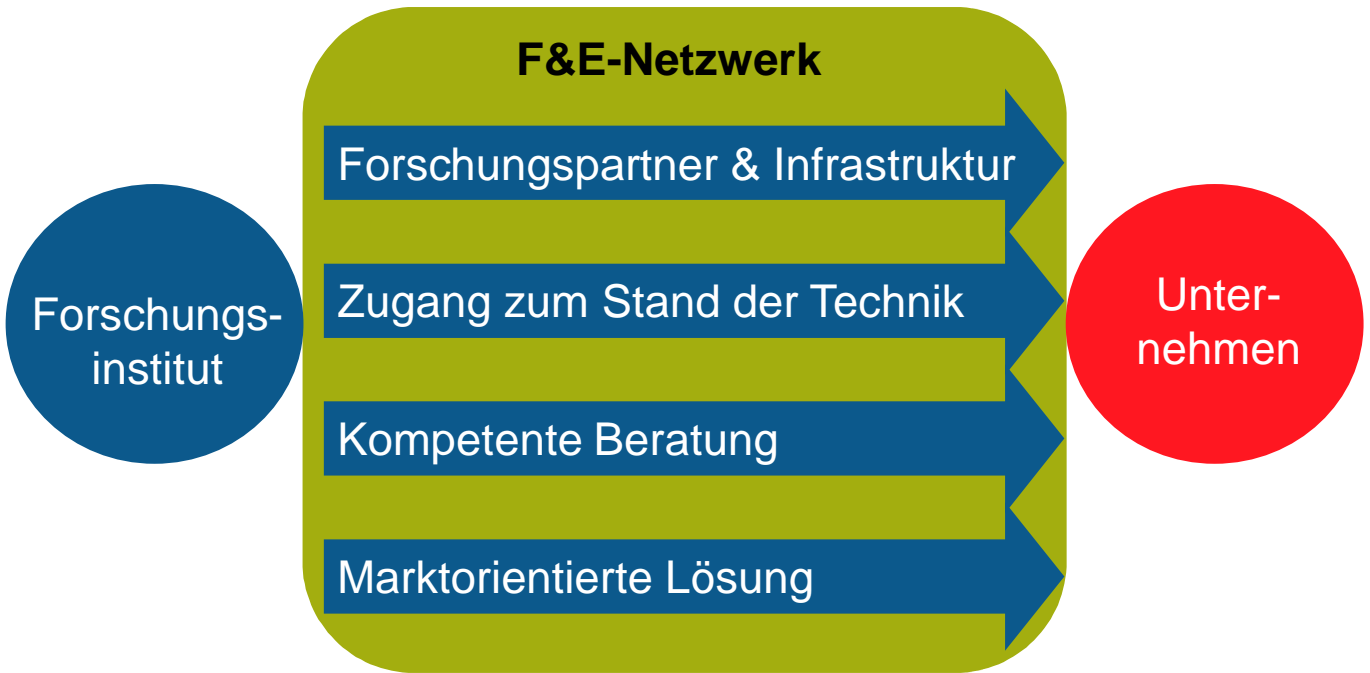 F&E-Netzwerk
Forschungspartner & Infrastruktur
Zugang zum Stand der Technik
Kompetente Beratung
Marktorientierte Lösung
Forschungs-
institut
Unter-
nehmen